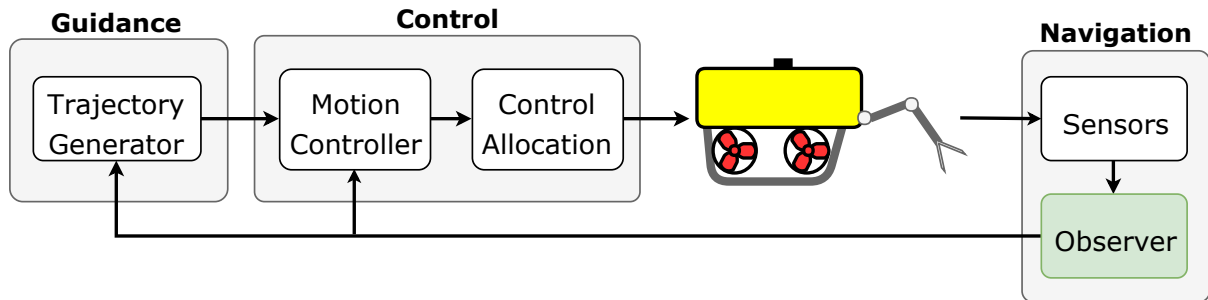 Guidance
Control
Navigation
Trajectory
Generator
Motion
Controller
Control
Allocation
Sensors
Observer